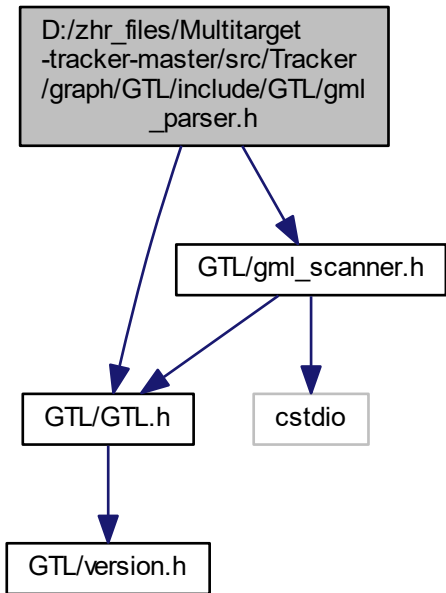 D:/zhr_files/Multitarget
-tracker-master/src/Tracker
/graph/GTL/include/GTL/gml
_parser.h
GTL/gml_scanner.h
GTL/GTL.h
cstdio
GTL/version.h